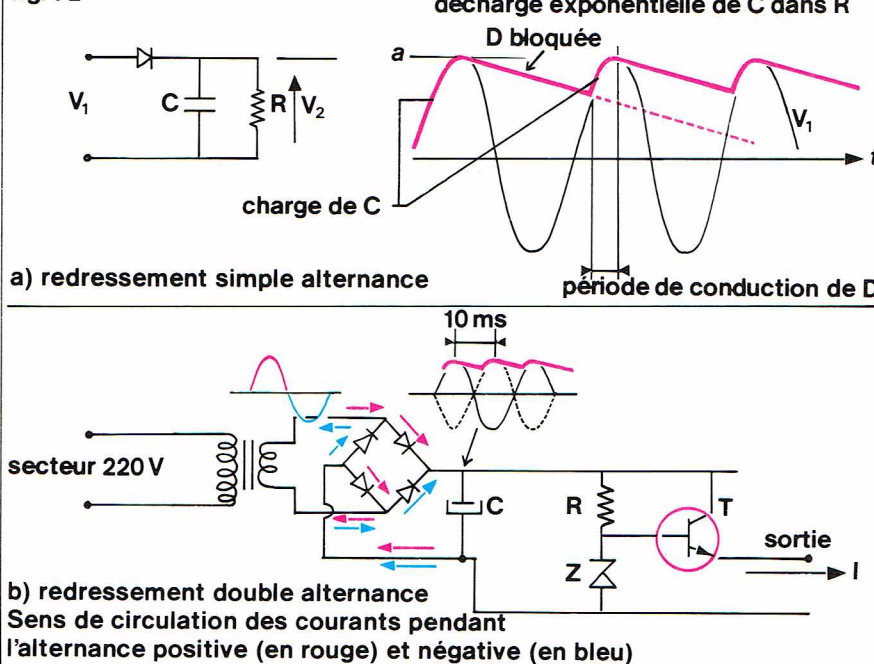 décharge exponentielle de C dans R
D bloquée
a
V₁
C
R
V₂
V₁
t
charge de C
a) redressement simple alternance
période de conduction de D
10 ms
secteur 220 V
C
R
T
sortie
Z
I
b) redressement double alternance
Sens de circulation des courants pendant
l'alternance positive (en rouge) et négative (en bleu)